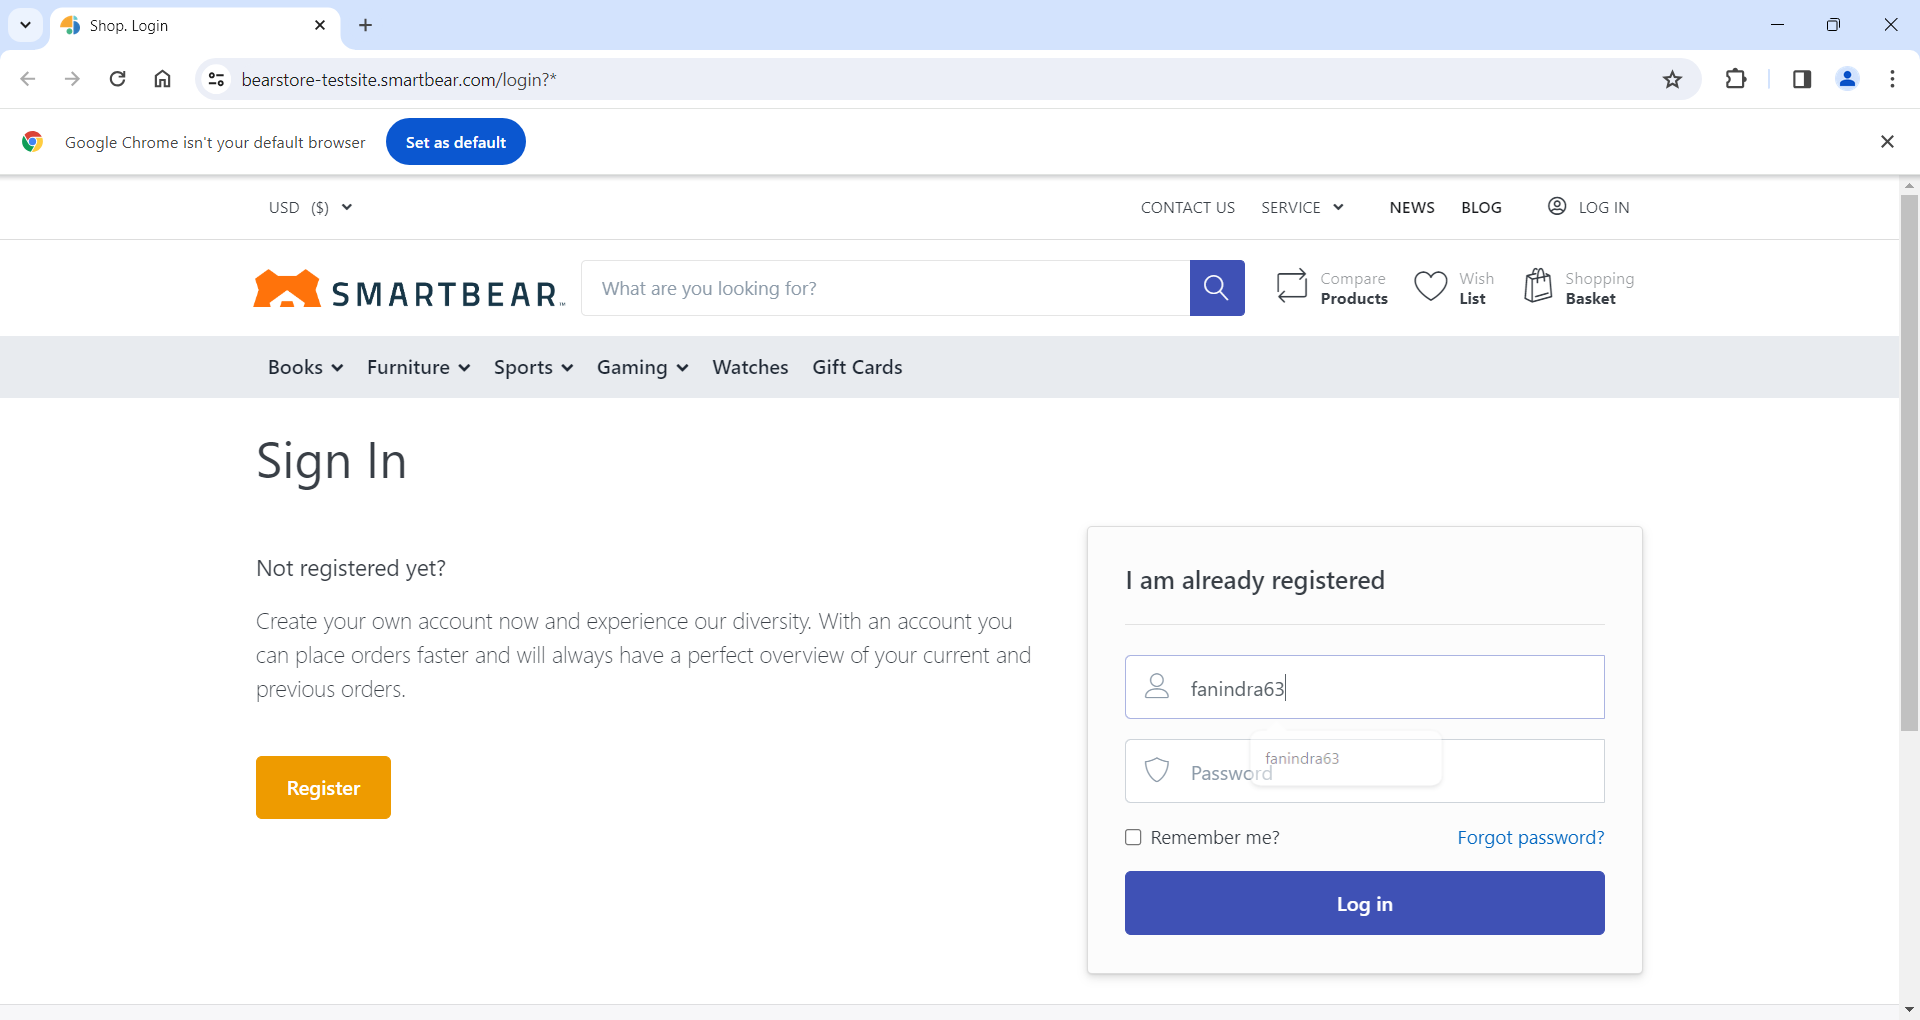 Shop. Login
bearstore-testsite.smartbear.com/login?*
Google Chrome isn't your default browser
Set as default
USD ($)
CONTACT US
SERVICE
NEWS
BLOG
LOG IN
SMARTBEAR™
What are you looking for?
Compare
Products
Wish
List
Shopping
Basket
Books
Furniture
Sports
Gaming
Watches
Gift Cards
Sign In
Not registered yet?
Create your own account now and experience our diversity. With an account you
can place orders faster and will always have a perfect overview of your current and
previous orders.
Register
I am already registered
fanindra63
fanindra63
Password
Remember me?
Forgot password?
Log in